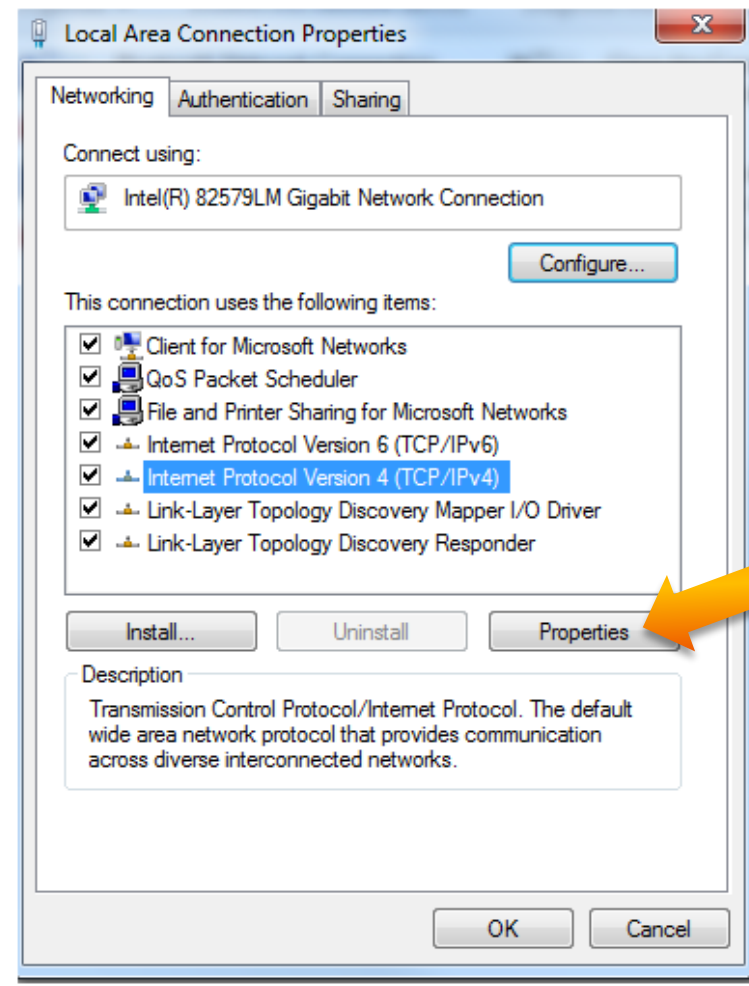 Local Area Connection Properties
X
Networking
Authentication
Sharing
Connect using:
Intel(R) 82579LM Gigabit Network Connection
Configure...
This connection uses the following items:
Client for Microsoft Networks
QoS Packet Scheduler
File and Printer Sharing for Microsoft Networks
Internet Protocol Version 6 (TCP/IPv6)
Internet Protocol Version 4 (TCP/IPv4)
Link-Layer Topology Discovery Mapper I/O Driver
Link-Layer Topology Discovery Responder
Install...
Uninstall
Properties
Description
Transmission Control Protocol/Internet Protocol. The default
wide area network protocol that provides communication
across diverse interconnected networks.
OK
Cancel